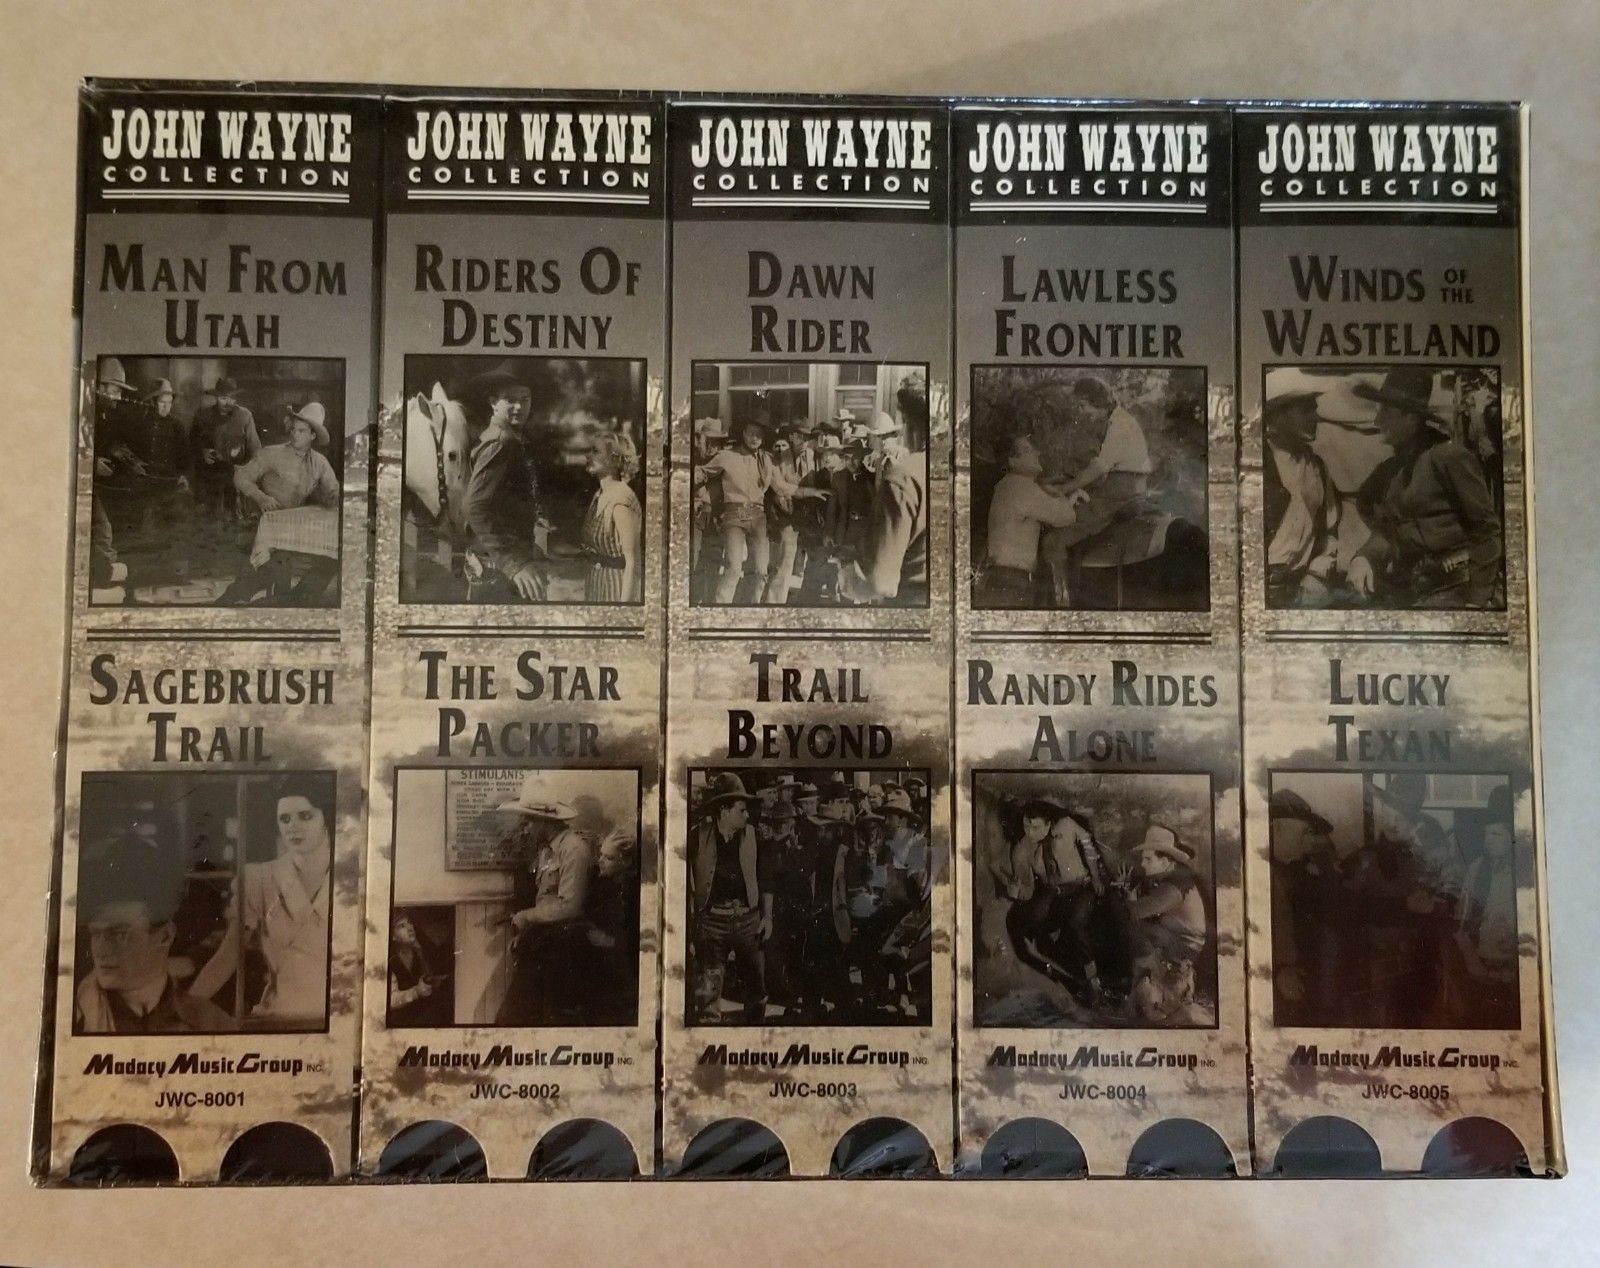 JOHN WAYNE
COLLECTION
MAN FROM
UTAH
SAGEBRUSH
TRAIL
Madacy Music Group INC.
JWC-8001
JOHN WAYNE
COLLECTION
RIDERS OF
DESTINY
THE STAR
PACKER
STIMULANTS
Madacy Music Group INC.
JWC-8002
JOHN WAYNE
COLLECTION
DAWN
RIDER
TRAIL
BEYOND
Madacy Music Group INC.
JWC-8003
JOHN WAYNE
COLLECTION
LAWLESS
FRONTIER
RANDY RIDES
ALONE
Madacy Music Group INC.
JWC-8004
JOHN WAYNE
COLLECTION
WINDS OF THE
WASTELAND
LUCKY
TEXAN
Madacy Music Group INC.
JWC-8005